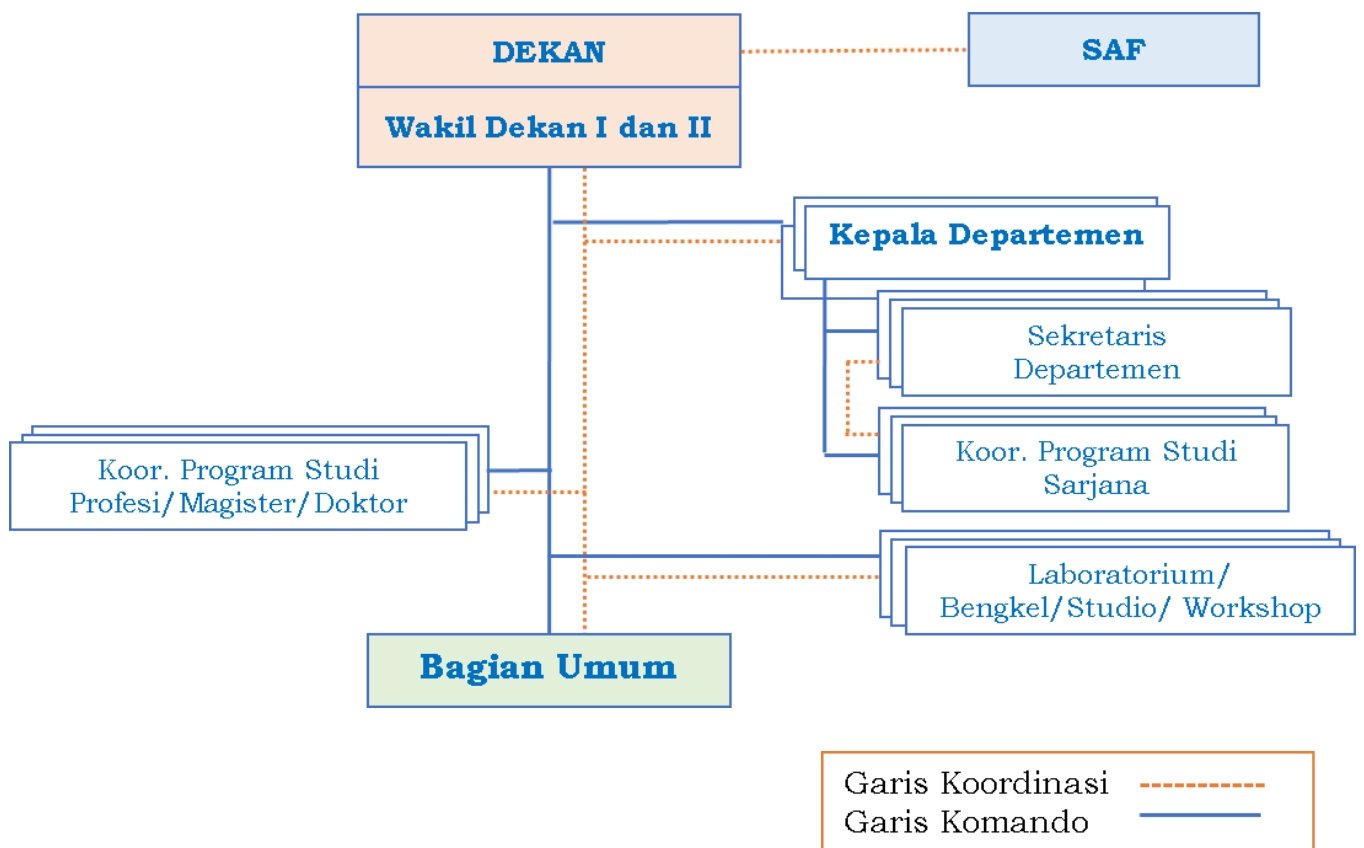 DEKAN
SAF
Wakil Dekan I dan II
Kepala Departemen
Sekretaris
Departemen
Koor. Program Studi
Profesi/Magister/Doktor
Koor. Program Studi
Sarjana
Laboratorium/
Bengkel/Studio/ Workshop
Bagian Umum
Garis Koordinasi
Garis Komando